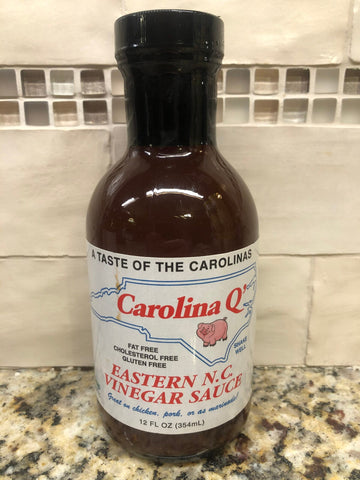 A TASTE OF THE CAROLINAS
Carolina Q'
FAT FREE
CHOLESTEROL FREE
GLUTEN FREE
SHAKE
WELL
EASTERN N.C.
VINEGAR SAUCE
Great on chicken, pork, or as marinade!
12 FL OZ (354mL)